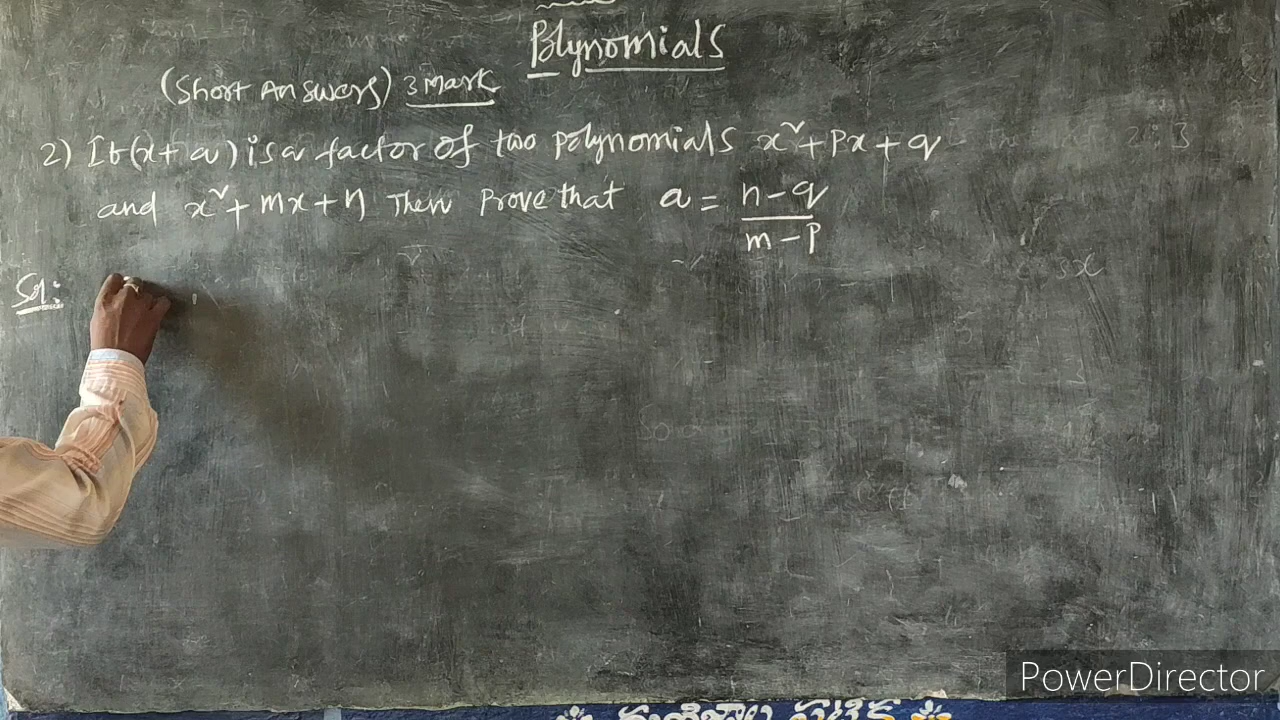 Polynomials
(Short Answers) 3 Mark
2) If (x+a) is a factor of two polynomials x²+px+q
and x²+mx+n Then Prove that a = n-q/m-p
Sol:
PowerDirector